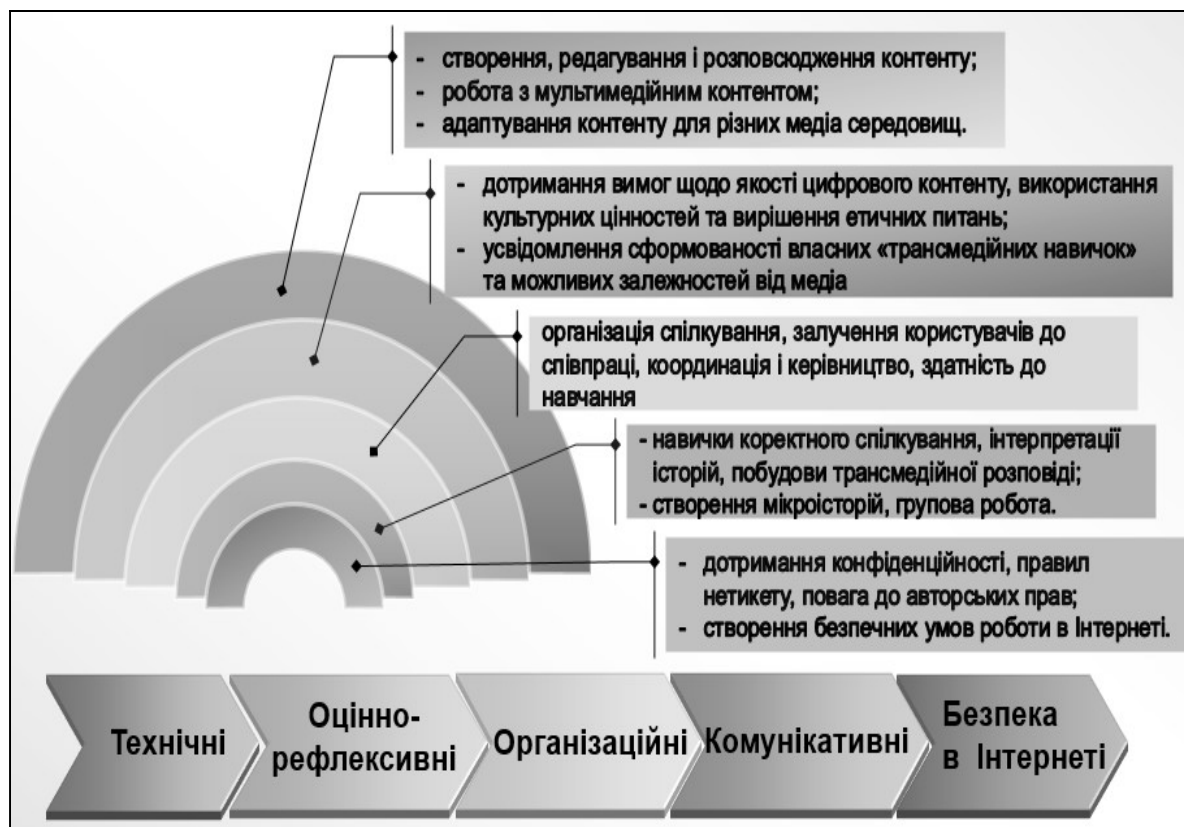 - створення, редагування і розповсюдження контенту;
- робота з мультимедійним контентом;
- адаптування контенту для різних медіа середовищ.
- дотримання вимог щодо якості цифрового контенту, використання
культурних цінностей та вирішення етичних питань;
- усвідомлення сформованості власних «трансмедійних навичок»
та можливих залежностей від медіа
організація спілкування, залучення користувачів до
співпраці, координація і керівництво, здатність до
навчання
- навички коректного спілкування, інтерпретації
історій, побудови трансмедійної розповіді;
- створення мікроісторій, групова робота.
- дотримання конфіденційності, правил
нетикету, повага до авторських прав;
- створення безпечних умов роботи в Інтернеті.
Технічні
Оцінно-
рефлексивні
Організаційні
Комунікативні
Безпека
в Інтернеті